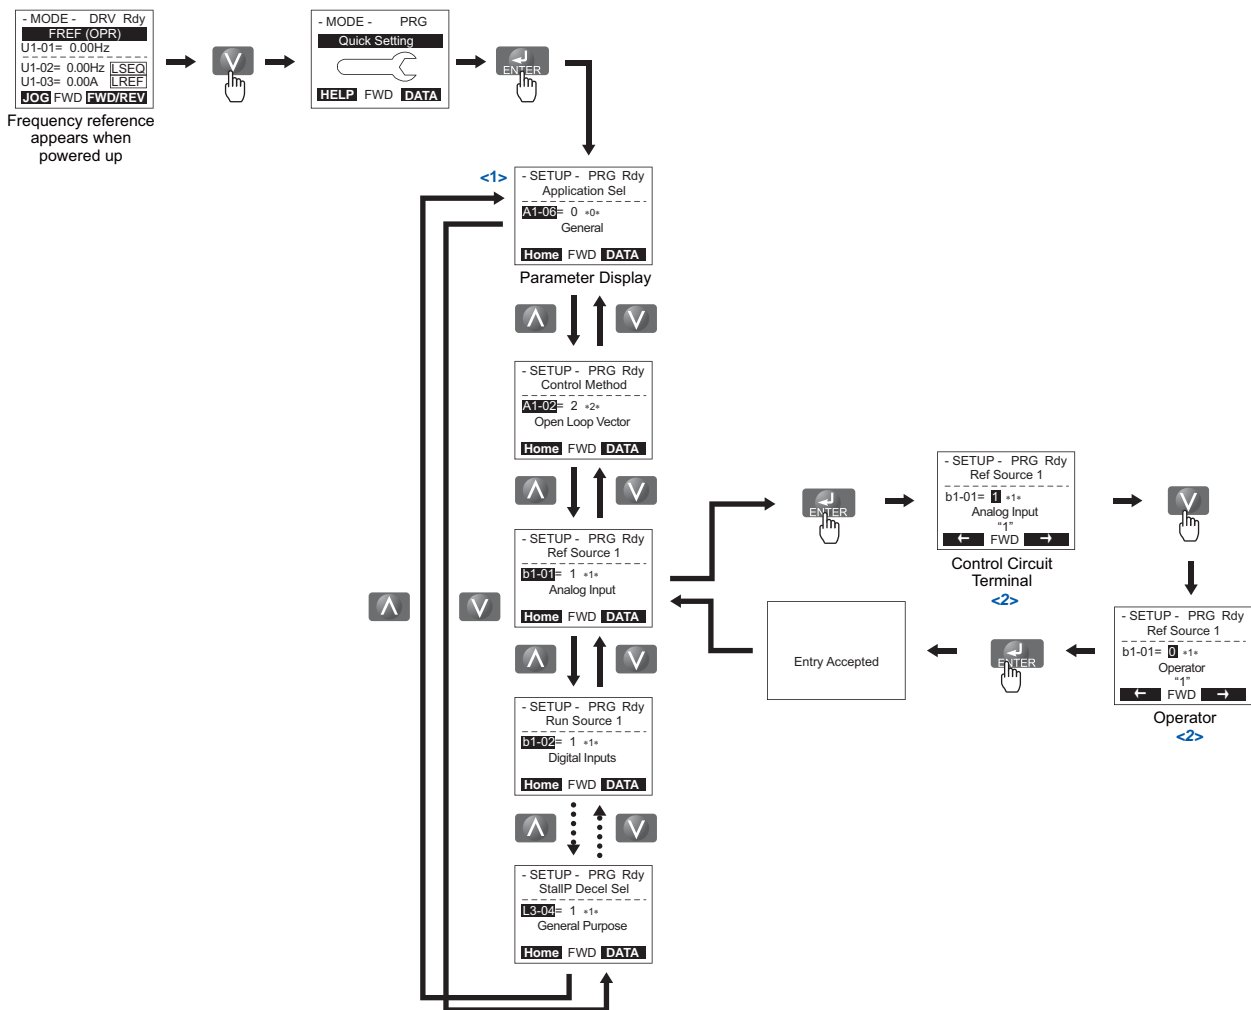 - MODE -   DRV Rdy
FREF (OPR)
U1-01=  0.00Hz
U1-02=  0.00Hz LSEQ
U1-03=  0.00A LREF
JOG FWD FWD/REV
Frequency reference
appears when
powered up
- MODE -   PRG
Quick Setting
HELP FWD DATA
ENTER
<1>
- SETUP -  PRG Rdy
Application Sel
A1-06= 0 *0*
General
Home FWD DATA
Parameter Display
- SETUP -  PRG Rdy
Control Method
A1-02= 2 *2*
Open Loop Vector
Home FWD DATA
- SETUP -  PRG Rdy
Ref Source 1
b1-01= 1 *1*
Analog Input
Home FWD DATA
ENTER
- SETUP -  PRG Rdy
Ref Source 1
b1-01= 1 *1*
Analog Input
“1”
← FWD →
Control Circuit
Terminal
<2>
- SETUP -  PRG Rdy
Ref Source 1
b1-01= 0 *1*
Operator
“1”
← FWD →
Operator
<2>
ENTER
Entry Accepted
- SETUP -  PRG Rdy
Run Source 1
b1-02= 1 *1*
Digital Inputs
Home FWD DATA
- SETUP -  PRG Rdy
StallP Decel Sel
L3-04= 1 *1*
General Purpose
Home FWD DATA